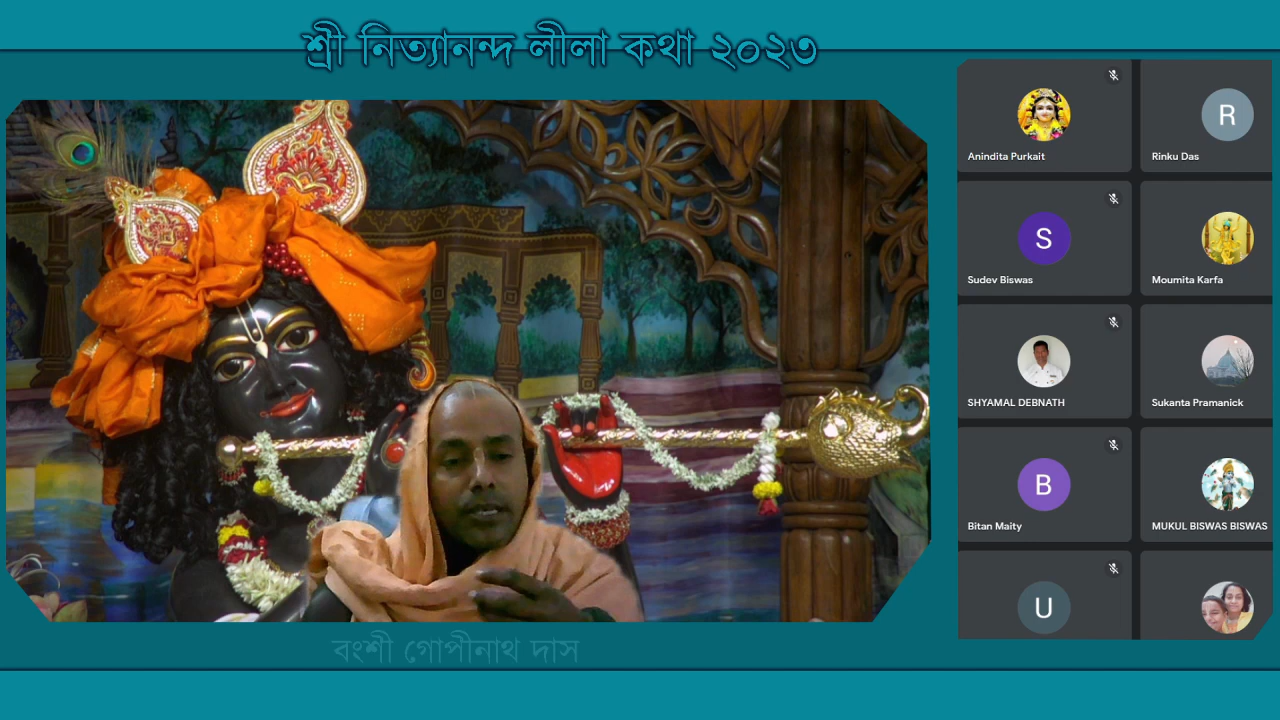 শ্রী নিত্যানন্দ লীলা কথা ২০২৩
Anindita Purkait
R
Rinku Das
S
Sudev Biswas
Moumita Karfa
SHYAMAL DEBNATH
Sukanta Pramanick
B
Bitan Maity
MUKUL BISWAS BISWAS
U
বংশী গোপীনাথ দাস